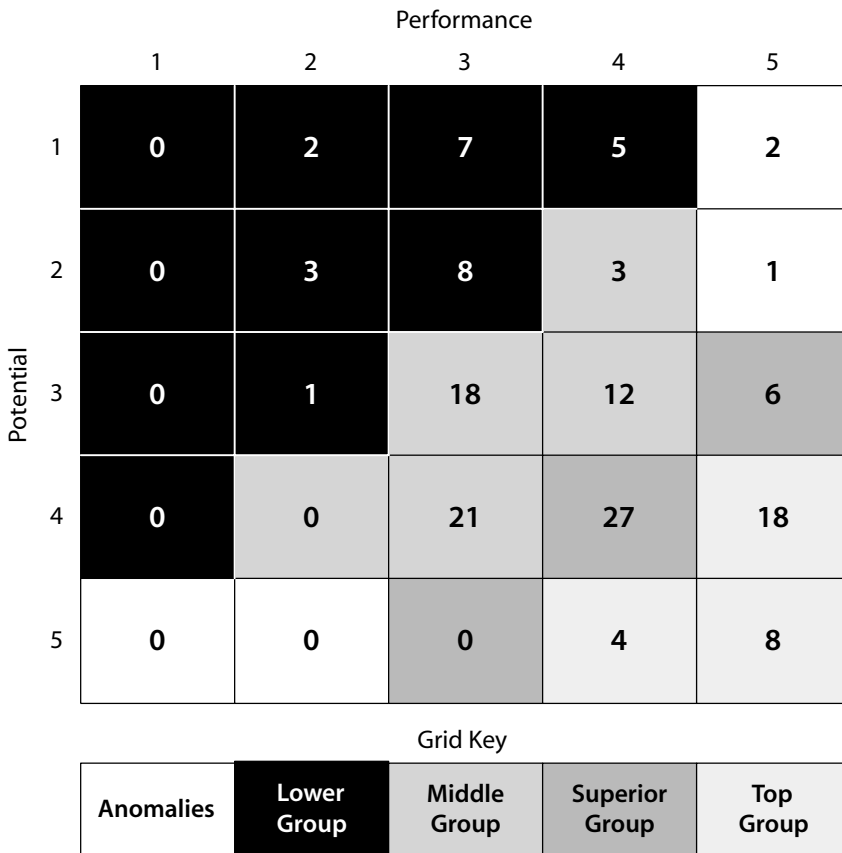 Performance
1 2 3 4 5
1 0 2 7 5 2
2 0 3 8 3 1
Potential
3 0 1 18 12 6
4 0 0 21 27 18
5 0 0 0 4 8
Grid Key
Anomalies
Lower
Group
Middle
Group
Superior
Group
Top
Group